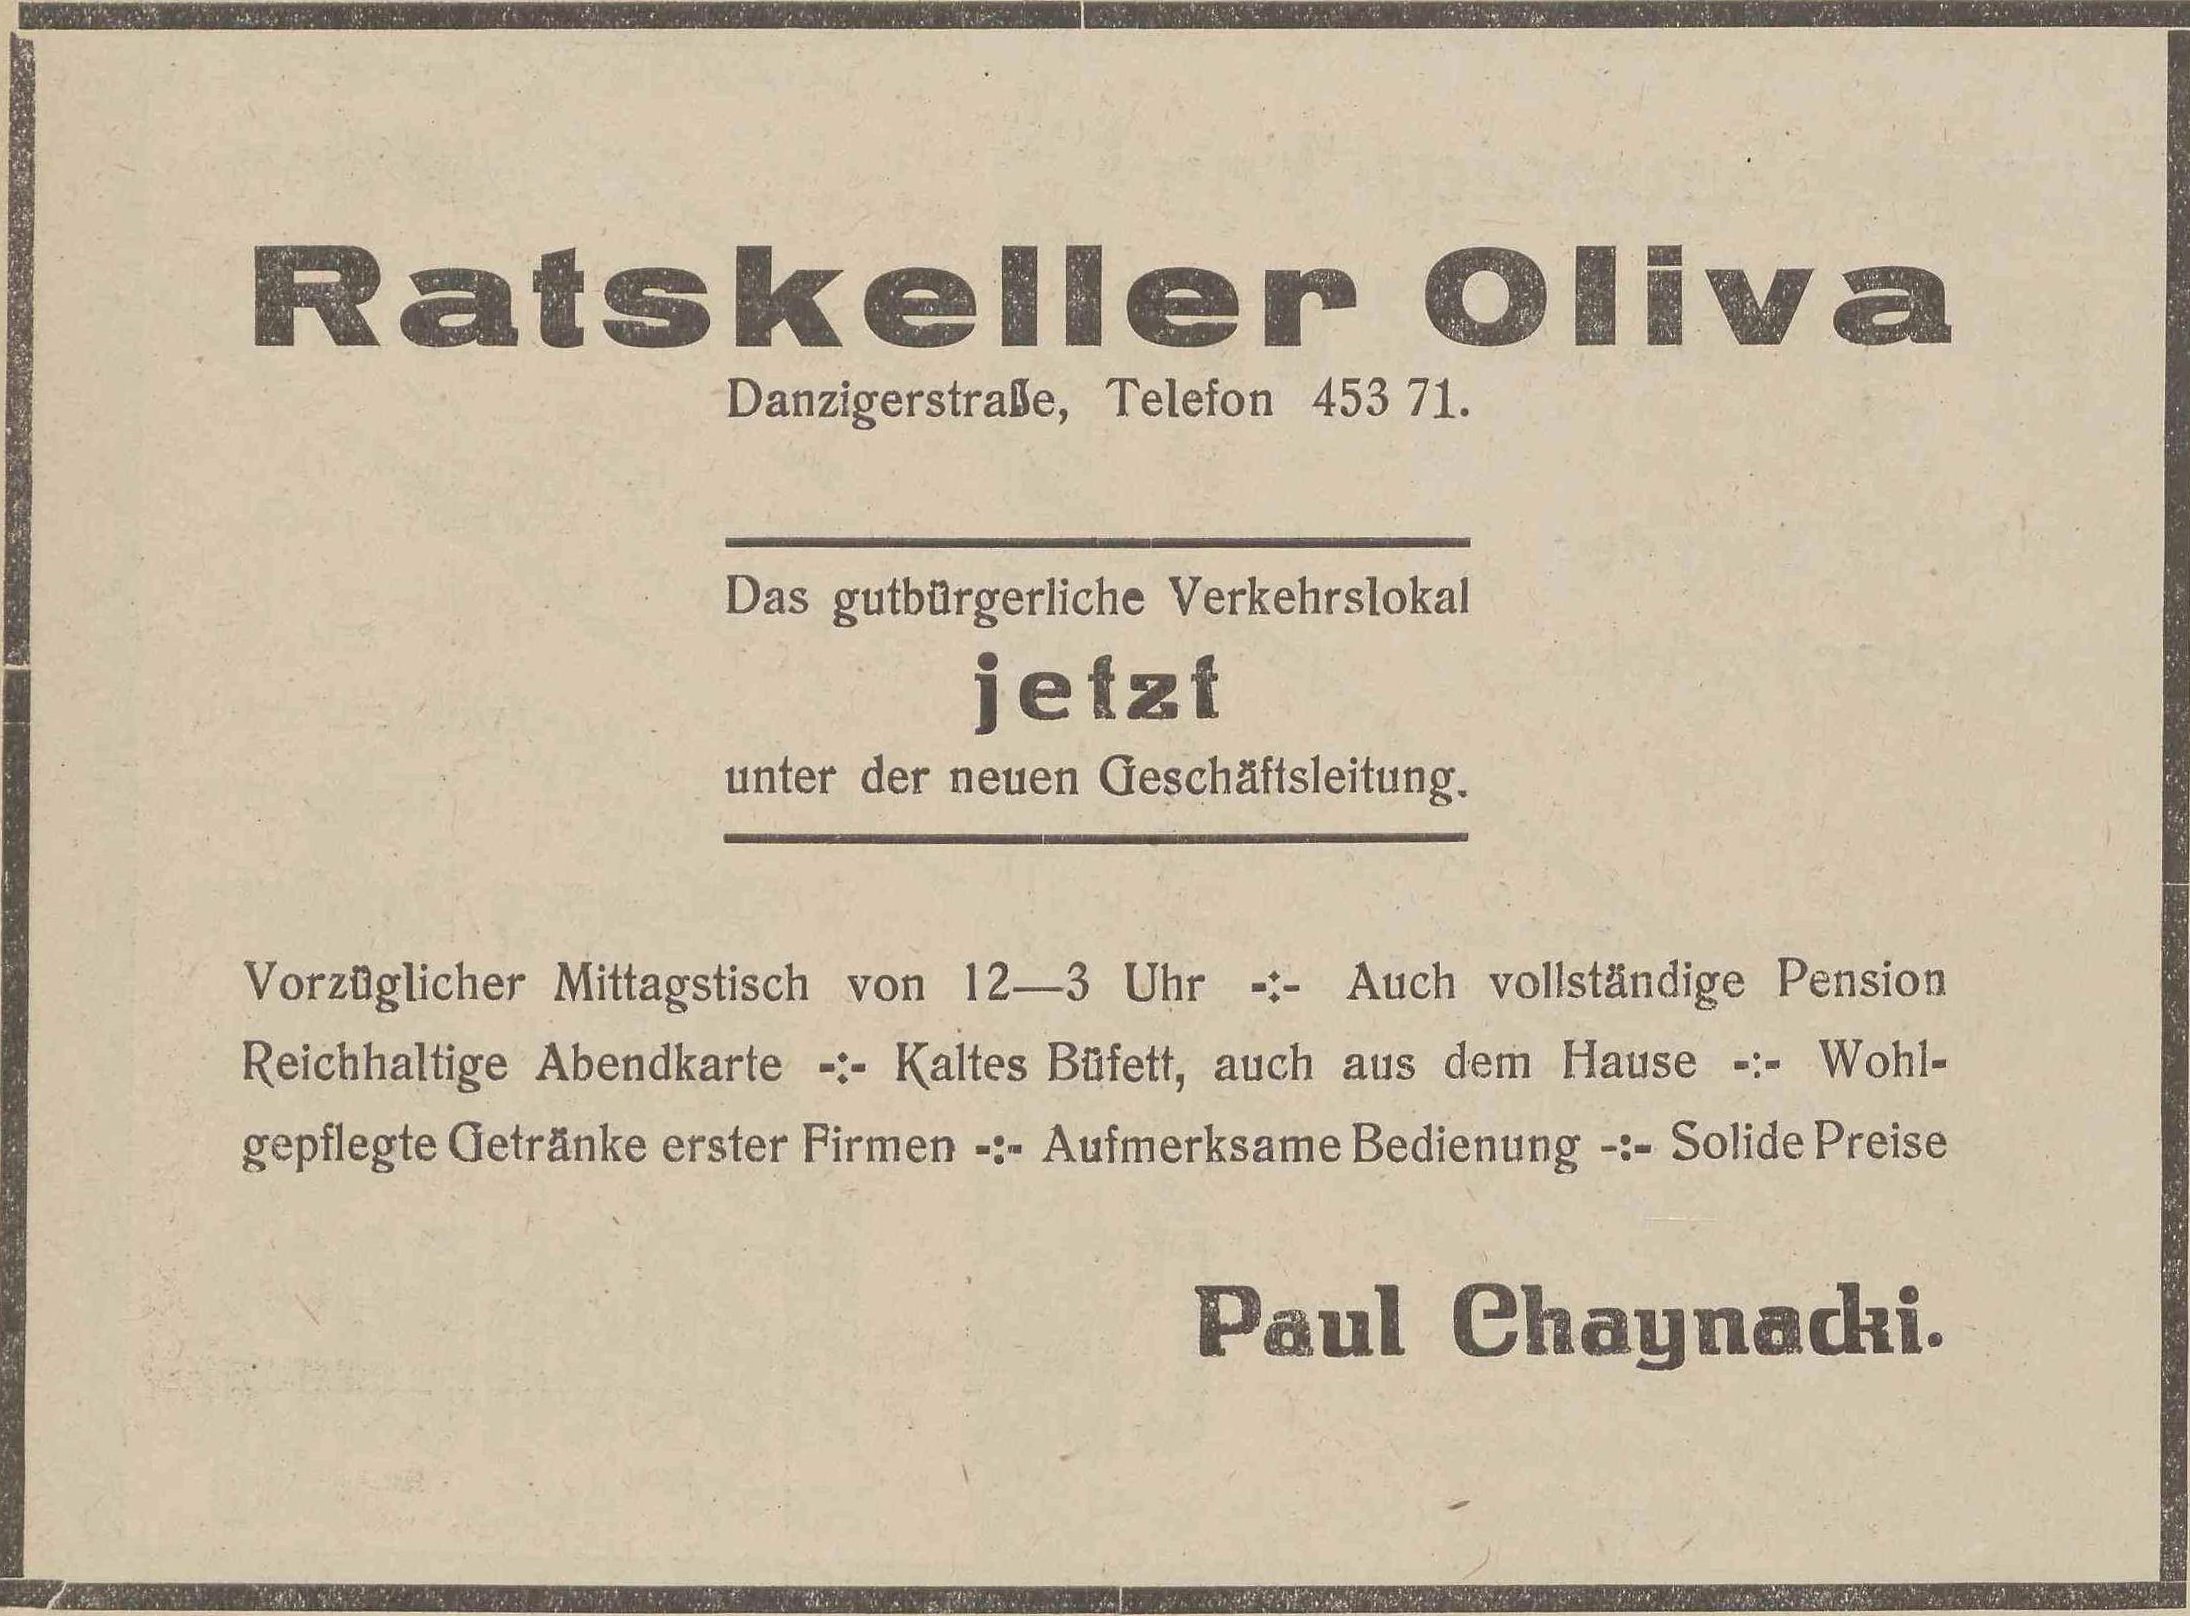 Ratskeller Oliva
Danzigerstraße, Telefon 453 71.
Das gutbürgerliche Verkehrslokal
jetzt
unter der neuen Geschäftsleitung.
Vorzüglicher Mittagstisch von 12—3 Uhr -:- Auch vollständige Pension
Reichhaltige Abendkarte -:- Kaltes Büfett, auch aus dem Hause -:- Wohl-
gepflegte Getränke erster Firmen -:- Aufmerksame Bedienung -:- Solide Preise
Paul Chaynacki.